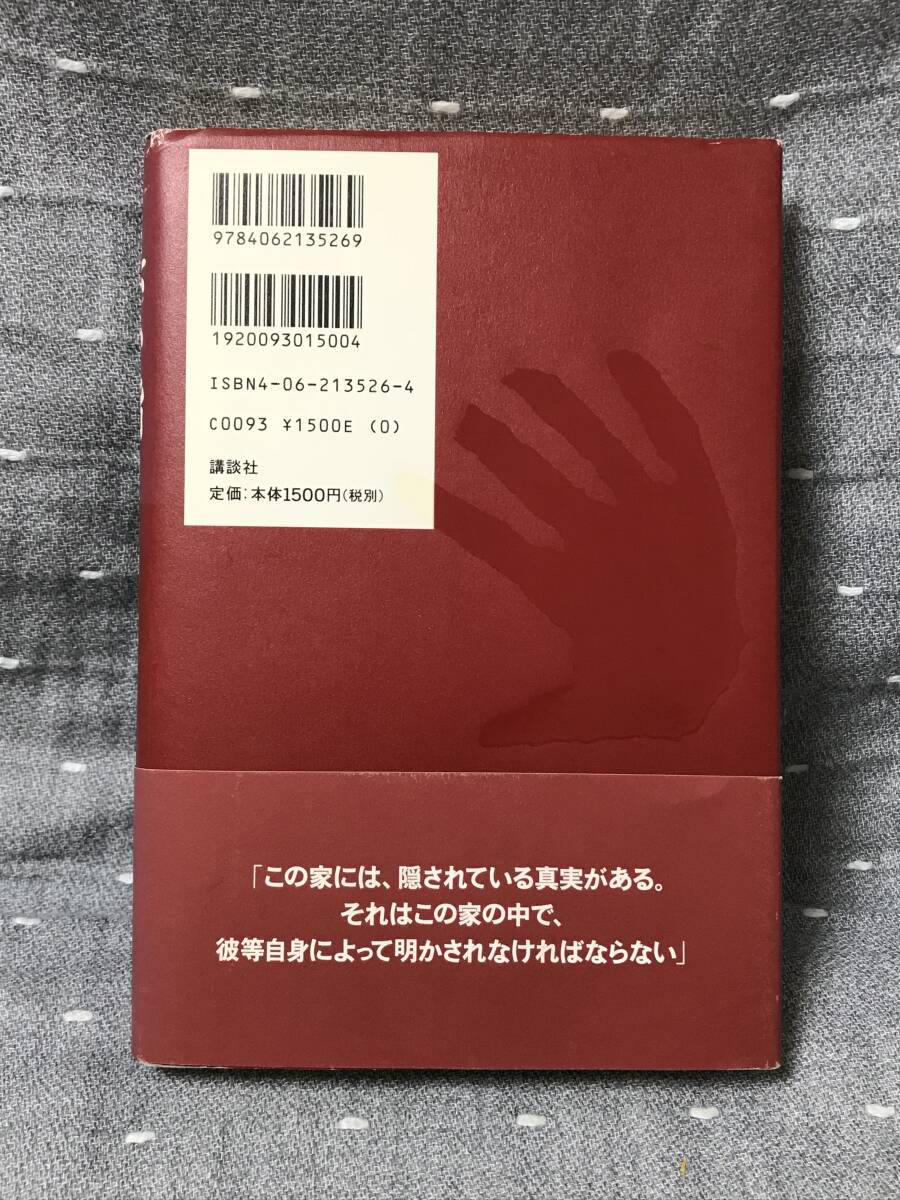 9784062135269
1920093015004
ISBN4-06-213526-4
C0093 ¥1500E (0)
講談社
定価:本体1500円(税別)
「この家には、隠されている真実がある。
それはこの家の中で、
彼等自身によって明かされなければならない」